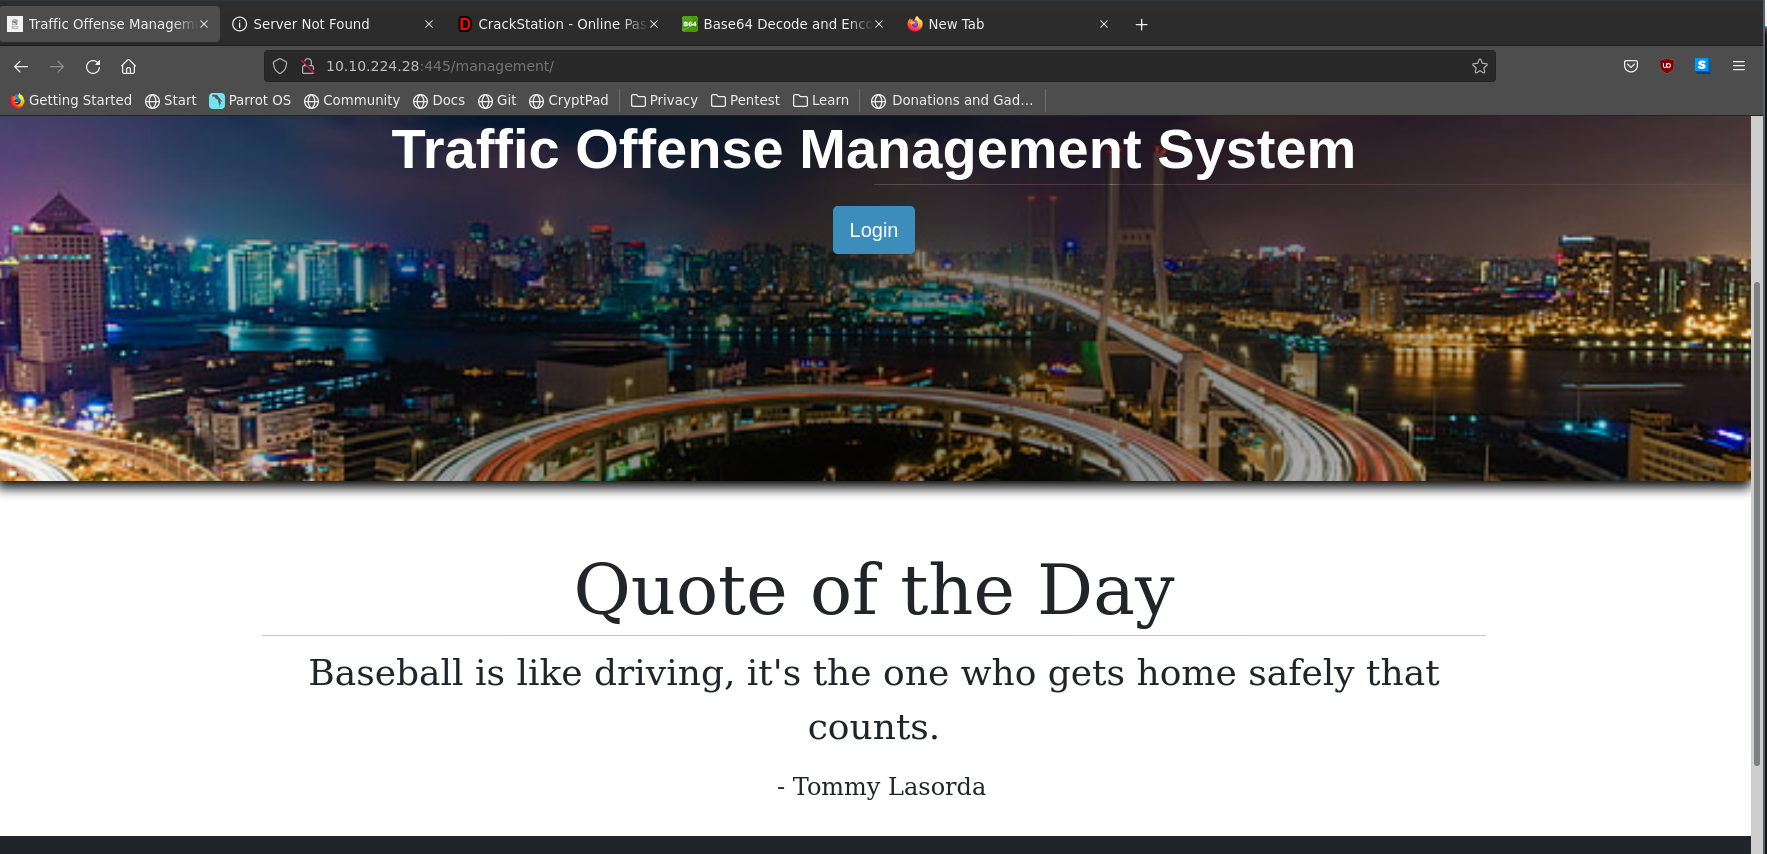 Traffic Offense Managem
Server Not Found
CrackStation - Online Pas
B64 Base64 Decode and Enco
New Tab
10.10.224.28:445/management/
Getting Started Start Parrot OS Community Docs Git CryptPad Privacy Pentest Learn Donations and Gad…
Traffic Offense Management System
Login
Quote of the Day
Baseball is like driving, it's the one who gets home safely that
counts.
- Tommy Lasorda